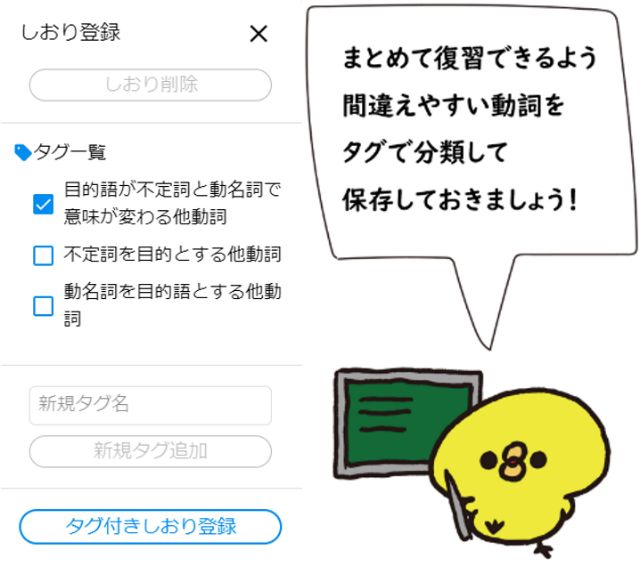 しおり登録
しおり削除
タグ一覧
目的語が不定詞と動名詞で
意味が変わる他動詞
不定詞を目的とする他動詞
動名詞を目的語とする他動
詞
新規タグ名
新規タグ追加
タグ付きしおり登録
まとめて復習できるよう
間違えやすい動詞を
タグで分類して
保存しておきましょう!